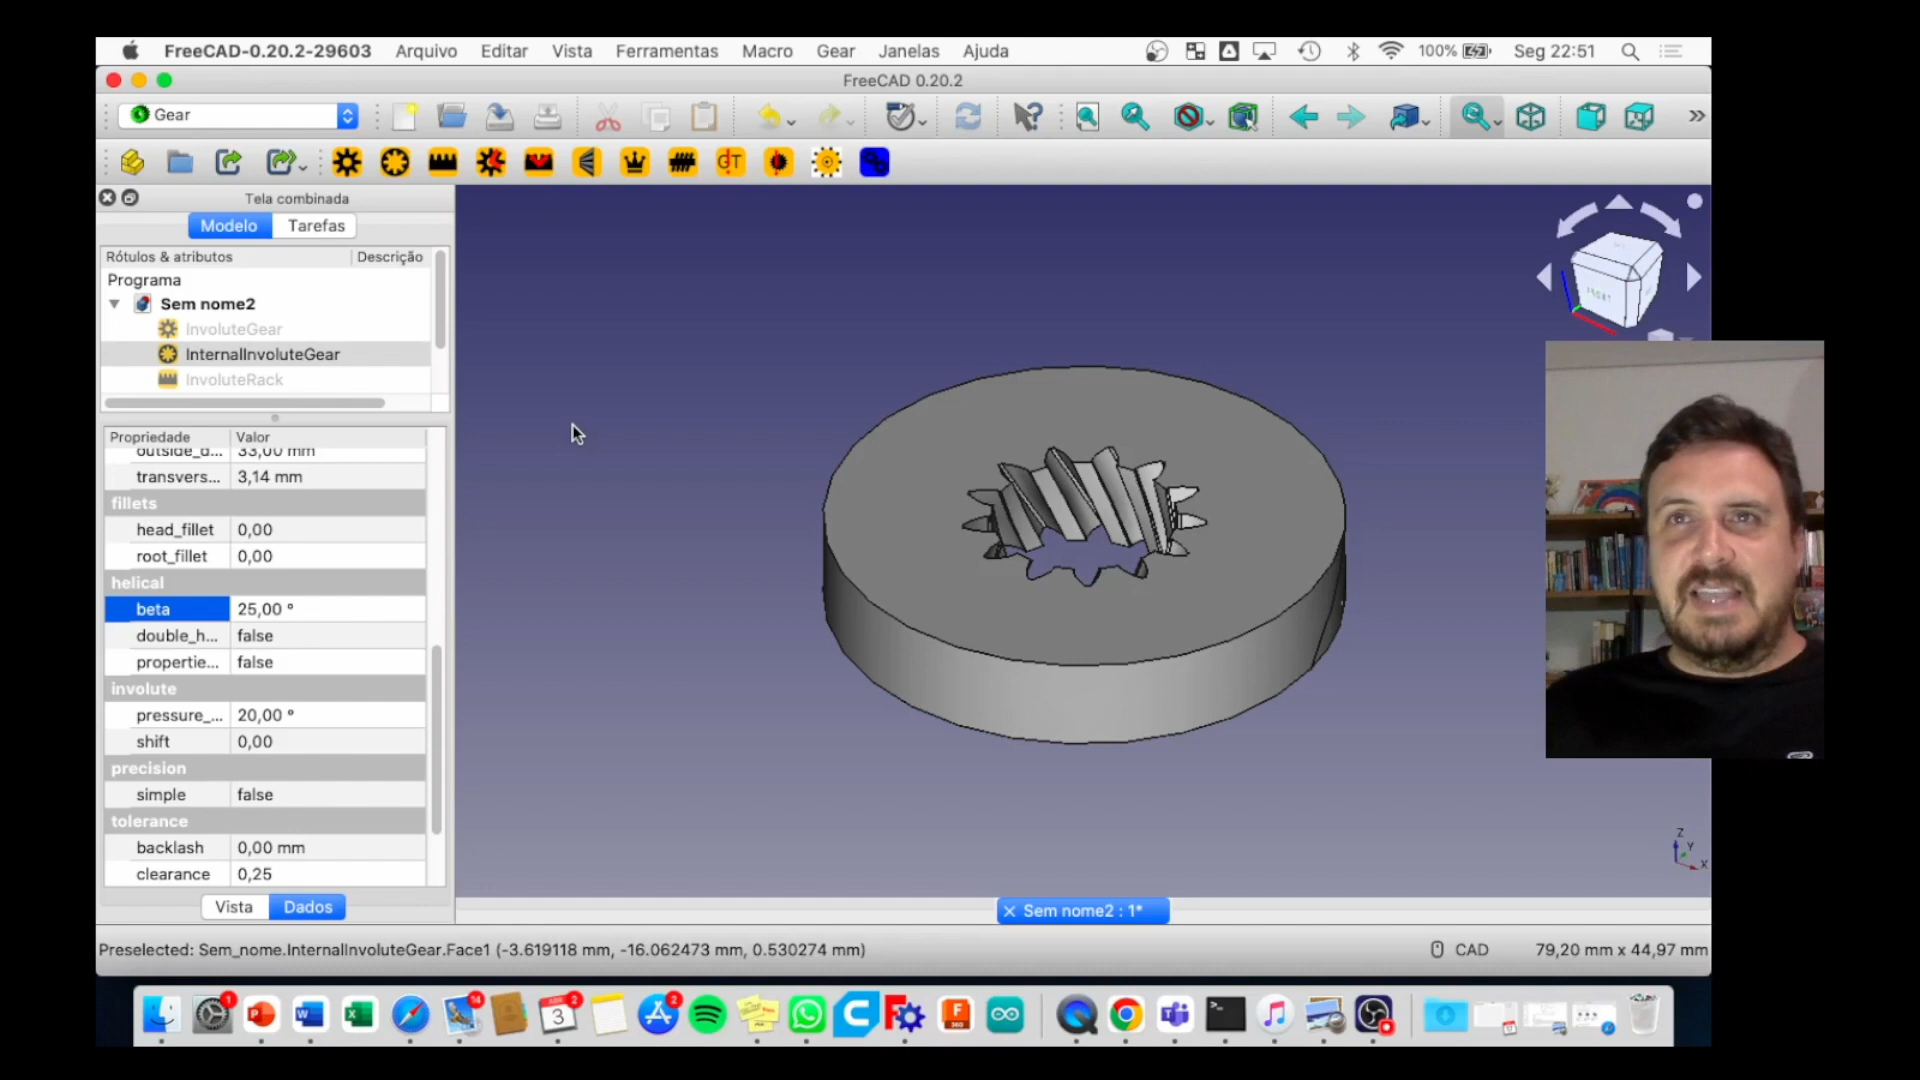 FreeCAD-0.20.2-29603 Arquivo Editar Vista Ferramentas Macro Gear Janelas Ajuda 100% Seg 22:51
FreeCAD 0.20.2
Gear
Tela combinada
Modelo Tarefas
Rótulos & atributos Descrição
Programa
Sem nome2
InvoluteGear
InternalInvoluteGear
InvoluteRack
Propriedade Valor
outside_d... 33,00 mm
transvers... 3,14 mm
fillets
head_fillet 0,00
root_fillet 0,00
helical
beta 25,00 °
double_h... false
propertie... false
involute
pressure_... 20,00 °
shift 0,00
precision
simple false
tolerance
backlash 0,00 mm
clearance 0,25
Vista Dados
Z
Y
X
Sem nome2 : 1*
Preselected: Sem_nome.InternalInvoluteGear.Face1 (-3.619118 mm, -16.062473 mm, 0.530274 mm) CAD 79,20 mm x 44,97 mm